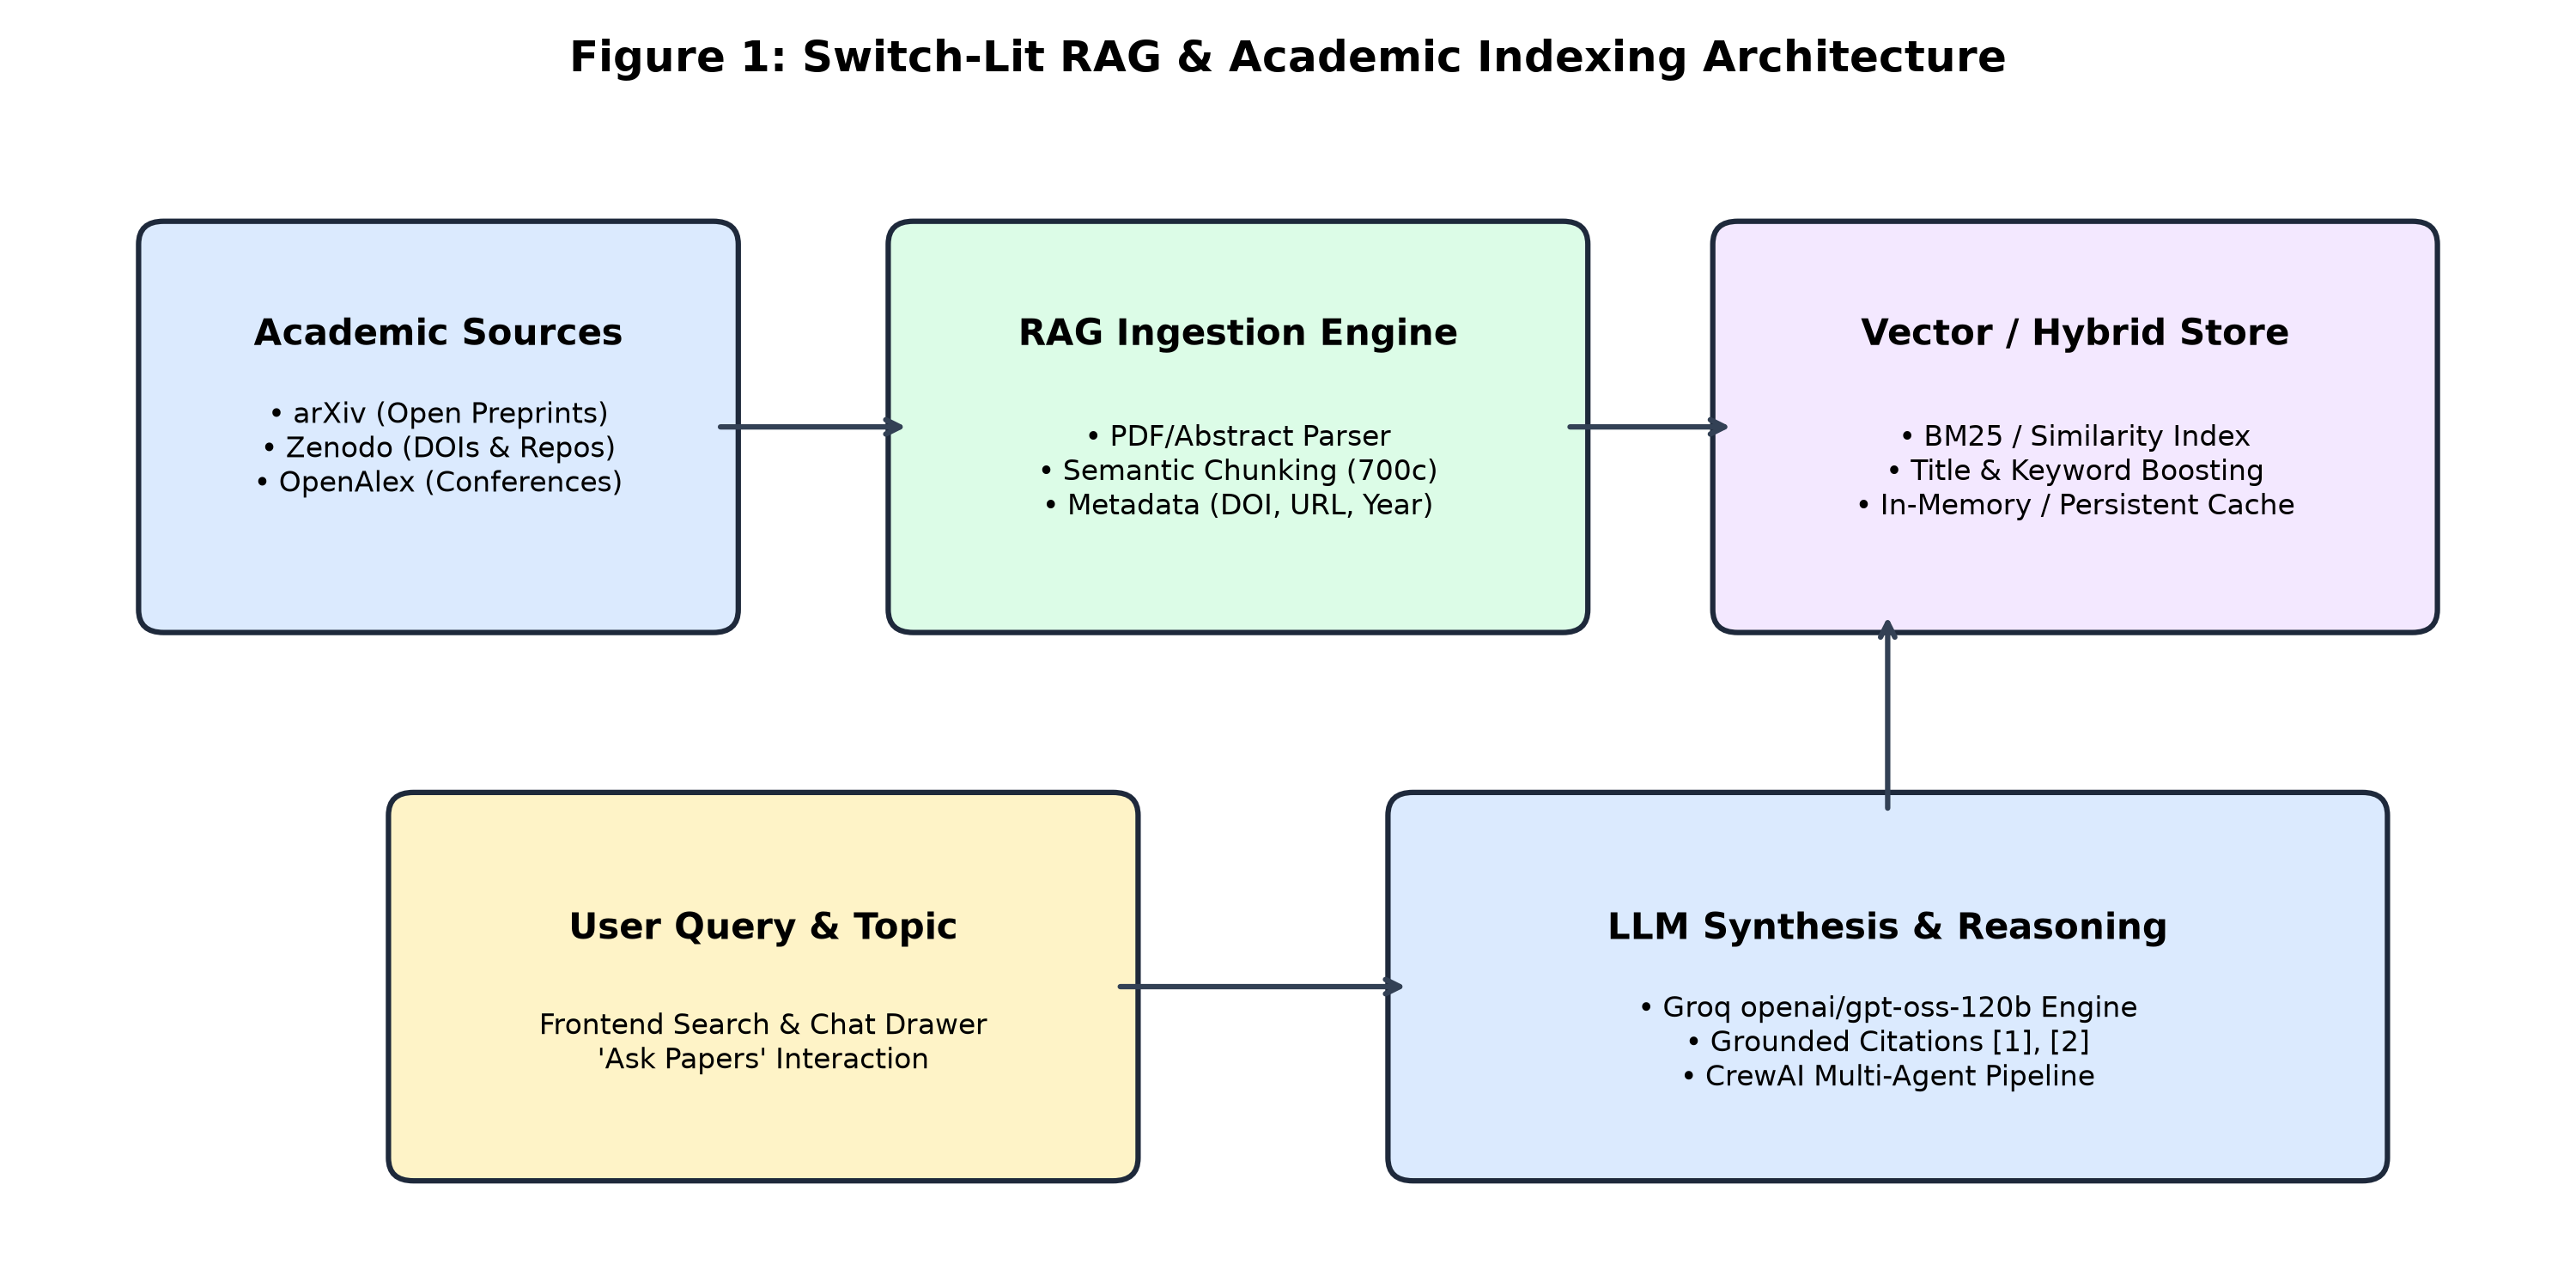 Figure 1: Switch-Lit RAG & Academic Indexing Architecture
Academic Sources
• arXiv (Open Preprints)
• Zenodo (DOIs & Repos)
• OpenAlex (Conferences)
RAG Ingestion Engine
• PDF/Abstract Parser
• Semantic Chunking (700c)
• Metadata (DOI, URL, Year)
Vector / Hybrid Store
• BM25 / Similarity Index
• Title & Keyword Boosting
• In-Memory / Persistent Cache
User Query & Topic
Frontend Search & Chat Drawer
'Ask Papers' Interaction
LLM Synthesis & Reasoning
• Groq openai/gpt-oss-120b Engine
• Grounded Citations [1], [2]
• CrewAI Multi-Agent Pipeline